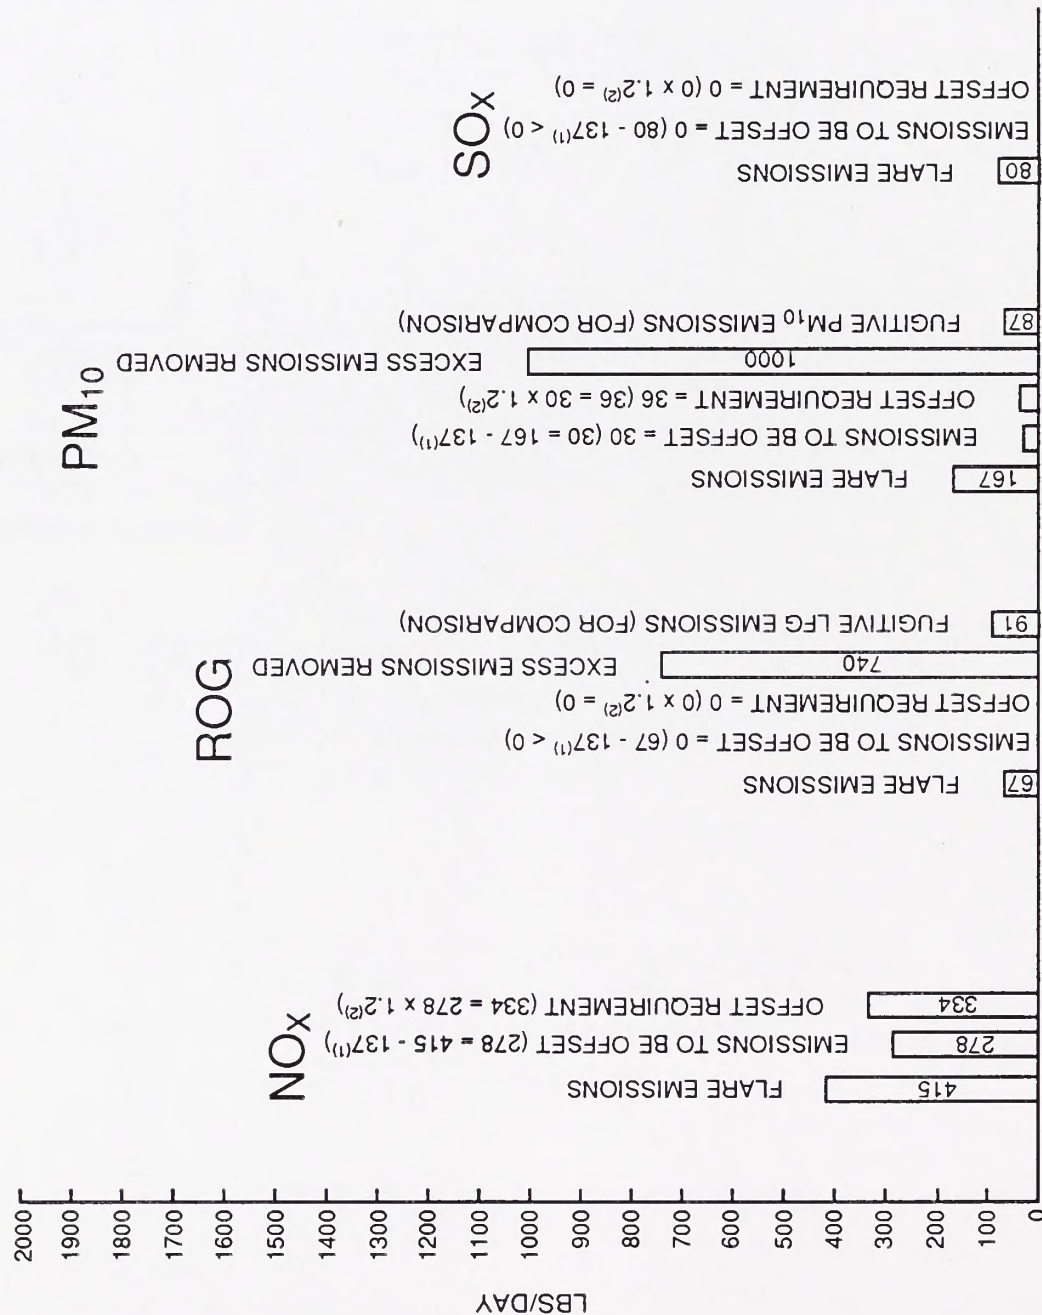 LBS/DAY
2000
1900
1800
1700
1600
1500
1400
1300
1200
1100
1000
900
800
700
600
500
400
300
200
100
0
NOX
415
FLARE EMISSIONS
278
EMISSIONS TO BE OFFSET (278 = 415 - 137(1))
334
OFFSET REQUIREMENT (334 = 278 x 1.2(2))
ROG
67
FLARE EMISSIONS
EMISSIONS TO BE OFFSET = 0 (67 - 137(1) < 0)
OFFSET REQUIREMENT = 0 (0 x 1.2(2) = 0)
740
EXCESS EMISSIONS REMOVED
91
FUGITIVE LFG EMISSIONS (FOR COMPARISON)
PM10
167
FLARE EMISSIONS
EMISSIONS TO BE OFFSET = 30 (30 = 167 - 137(1))
OFFSET REQUIREMENT = 36 (36 = 30 x 1.2(2))
1000
EXCESS EMISSIONS REMOVED
87
FUGITIVE PM10 EMISSIONS (FOR COMPARISON)
SOX
80
FLARE EMISSIONS
EMISSIONS TO BE OFFSET = 0 (80 - 137(1) < 0)
OFFSET REQUIREMENT = 0 (0 x 1.2(2) = 0)